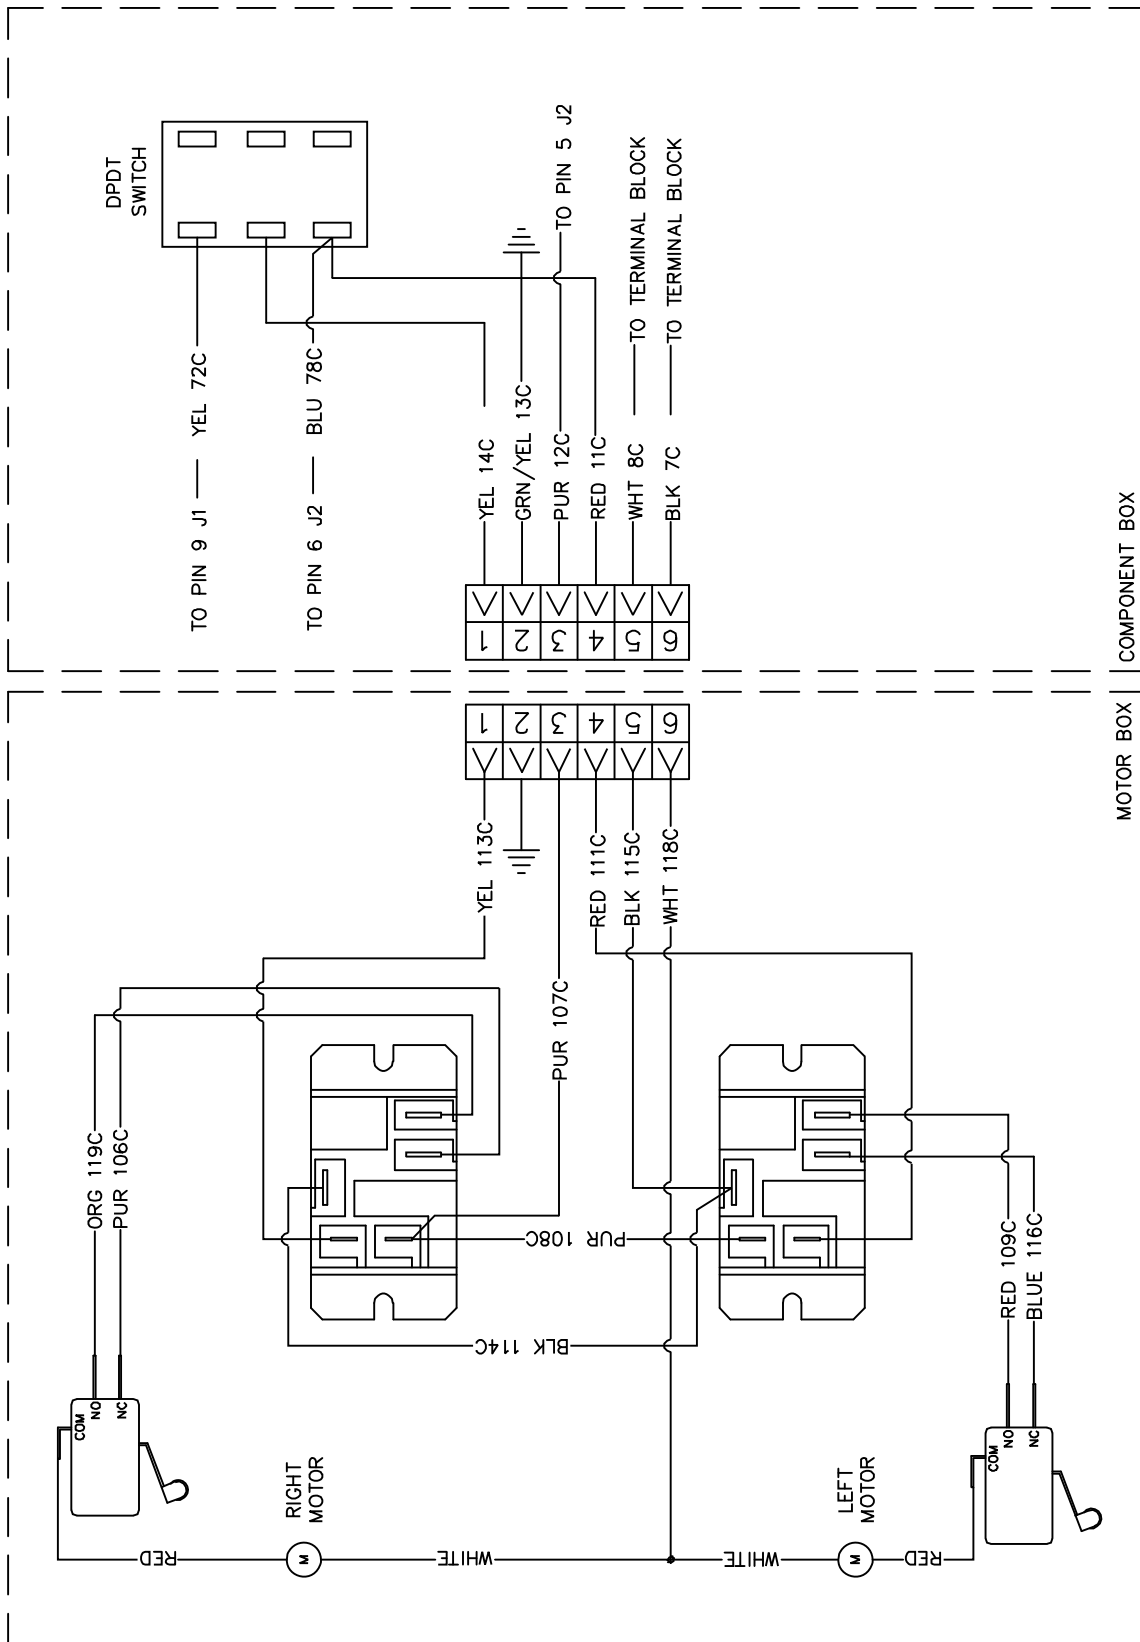 DPDT
SWITCH
TO PIN 9 J1
YEL 72C
TO PIN 6 J2
BLU 78C
YEL 14C
GRN/YEL 13C
PUR 12C
TO PIN 5 J2
RED 11C
WHT 8C
TO TERMINAL BLOCK
BLK 7C
TO TERMINAL BLOCK
1
2
3
4
5
6
COMPONENT BOX
MOTOR BOX
1
2
3
4
5
6
YEL 113C
PUR 107C
RED 111C
BLK 115C
WHT 118C
ORG 119C
PUR 106C
PUR 108C
BLK 114C
RED 109C
BLUE 116C
COM
NO
NC
COM
NO
NC
RIGHT
MOTOR
LEFT
MOTOR
RED
M
WHITE
WHITE
M
RED